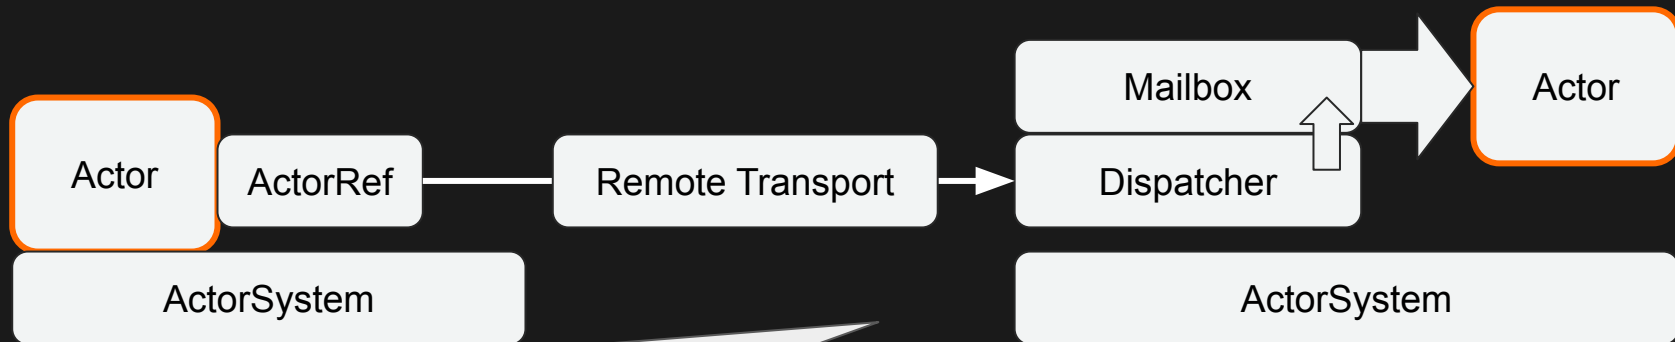 Actor
ActorRef
Remote Transport
Mailbox
Dispatcher
Actor
ActorSystem
ActorSystem